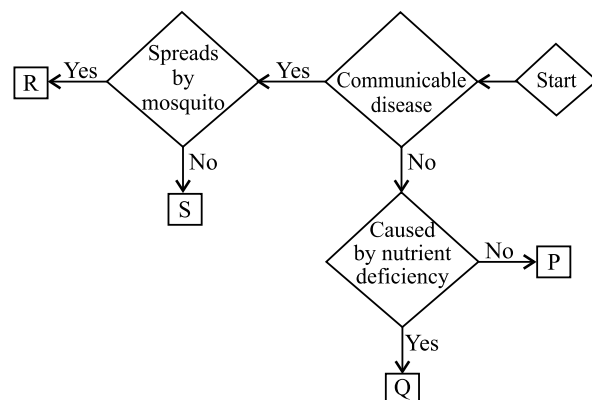 Start
Communicable
disease
Yes
Spreads
by
mosquito
Yes
R
No
S
No
Caused
by nutrient
deficiency
No
P
Yes
Q